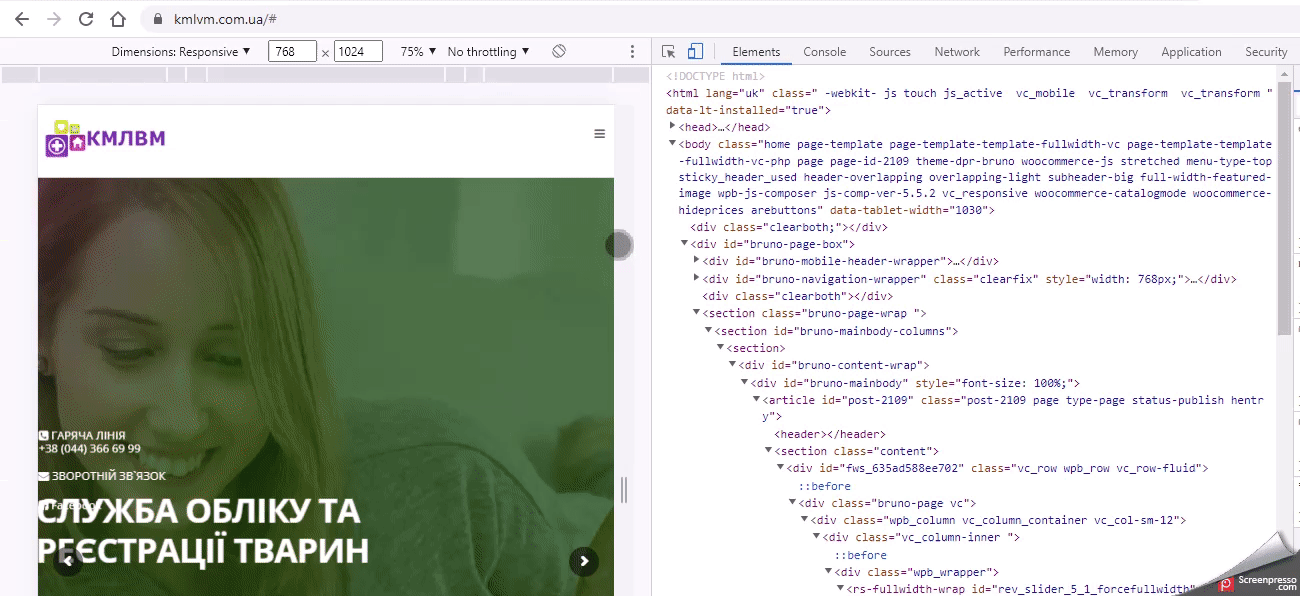 kmlvm.com.ua/#
Dimensions: Responsive ▼ 768 × 1024 75% ▼ No throttling ▼
Elements Console Sources Network Performance Memory Application Security
<!DOCTYPE html>
<html lang="uk" class=" -webkit- js touch js_active  vc_mobile  vc_transform  vc_transform "
data-lt-installed="true">
<head>…</head>
<body class="home page-template page-template-template-fullwidth-vc page-template-template
-fullwidth-vc-php page page-id-2109 theme-dpr-bruno woocommerce-js stretched menu-type-top
sticky_header_used header-overlapping overlapping-light subheader-big full-width-featured-
image wpb-js-composer js-comp-ver-5.5.2 vc_responsive woocommerce-catalogmode woocommerce-
hideprices arebuttons" data-tablet-width="1030">
<div class="clearboth;"></div>
<div id="bruno-page-box">
<div id="bruno-mobile-header-wrapper">…</div>
<div id="bruno-navigation-wrapper" class="clearfix" style="width: 768px;">…</div>
<div class="clearboth"></div>
<section class="bruno-page-wrap ">
<section id="bruno-mainbody-columns">
<section>
<div id="bruno-content-wrap">
<div id="bruno-mainbody" style="font-size: 100%;">
<article id="post-2109" class="post-2109 page type-page status-publish hentr
y">
<header></header>
<section class="content">
<div id="fws_635ad588ee702" class="vc_row wpb_row vc_row-fluid">
::before
<div class="bruno-page vc">
<div class="wpb_column vc_column_container vc_col-sm-12">
<div class="vc_column-inner ">
::before
<div class="wpb_wrapper">
<rs-fullwidth-wrap id="rev_slider_5_1_forcefullwidth"
КМЛВМ
ГАРЯЧА ЛІНІЯ
+38 (044) 366 69 99
ЗВОРОТНІЙ ЗВ`ЯЗОК
Facebook
СЛУЖБА ОБЛІКУ ТА
РЕЄСТРАЦІЇ ТВАРИН
Screenpresso
.com